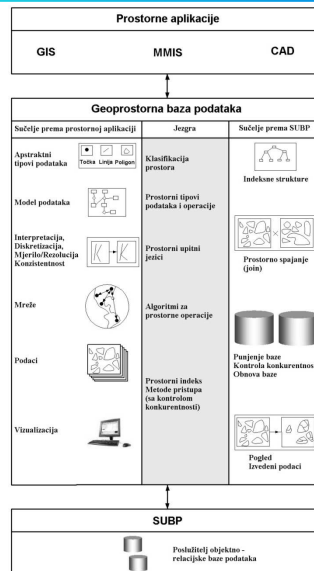 Prostorne aplikacije
GIS
MMIS
CAD
Geoprostorna baza podataka
Sučelje prema prostornoj aplikaciji
Apstraktni
tipovi podataka
Točka Linija Poligon
Model podataka
Interpretacija,
Diskretizacija,
Mjerilo/Rezolucija
Konzistentnost
Mreže
Podaci
Vizualizacija
Jezgra
Klasifikacija
prostora
Prostorni tipovi
podataka i operacije
Prostorni upitni
jezici
Algoritmi za
prostorne operacije
Prostorni indeks
Metode pristupa
(sa kontrolom
konkurentnosti)
Sučelje prema SUBP
Indeksne strukture
Prostorno spajanje
(join)
Punjenje baze
Kontrola konkurentnos
Obnova baze
Pogled
Izvedeni podaci
SUBP
Poslužitelj objektno -
relacijske baze podataka